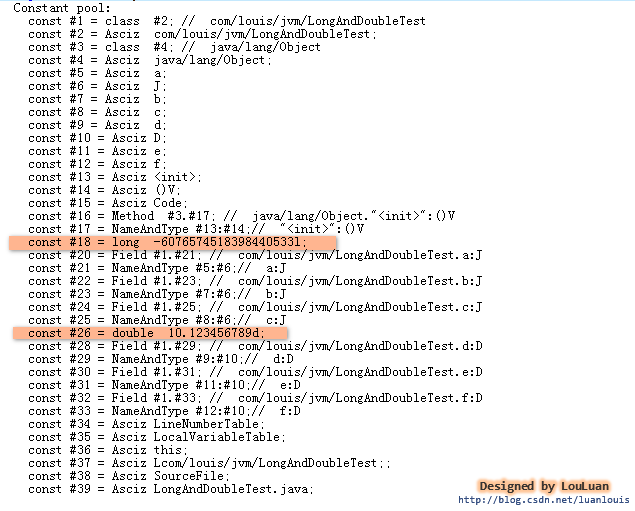 Constant pool:
const #1 = class  #2; //  com/louis/jvm/LongAndDoubleTest
const #2 = Asciz  com/louis/jvm/LongAndDoubleTest;
const #3 = class  #4; //  java/lang/Object
const #4 = Asciz  java/lang/Object;
const #5 = Asciz  a;
const #6 = Asciz  J;
const #7 = Asciz  b;
const #8 = Asciz  c;
const #9 = Asciz  d;
const #10 = Asciz D;
const #11 = Asciz e;
const #12 = Asciz f;
const #13 = Asciz <init>;
const #14 = Asciz ()V;
const #15 = Asciz Code;
const #16 = Method  #3.#17; //  java/lang/Object."<init>":()V
const #17 = NameAndType #13:#14;//  "<init>":()V
const #18 = long  -6076574518398440533l;
const #20 = Field #1.#21; //  com/louis/jvm/LongAndDoubleTest.a:J
const #21 = NameAndType #5:#6;//  a:J
const #22 = Field #1.#23; //  com/louis/jvm/LongAndDoubleTest.b:J
const #23 = NameAndType #7:#6;//  b:J
const #24 = Field #1.#25; //  com/louis/jvm/LongAndDoubleTest.c:J
const #25 = NameAndType #8:#6;//  c:J
const #26 = double  10.123456789d;
const #28 = Field #1.#29; //  com/louis/jvm/LongAndDoubleTest.d:D
const #29 = NameAndType #9:#10;//  d:D
const #30 = Field #1.#31; //  com/louis/jvm/LongAndDoubleTest.e:D
const #31 = NameAndType #11:#10;//  e:D
const #32 = Field #1.#33; //  com/louis/jvm/LongAndDoubleTest.f:D
const #33 = NameAndType #12:#10;//  f:D
const #34 = Asciz LineNumberTable;
const #35 = Asciz LocalVariableTable;
const #36 = Asciz this;
const #37 = Asciz Lcom/louis/jvm/LongAndDoubleTest;;
const #38 = Asciz SourceFile;
const #39 = Asciz LongAndDoubleTest.java;
Designed by LouLuan
http://blog.csdn.net/luanlouis